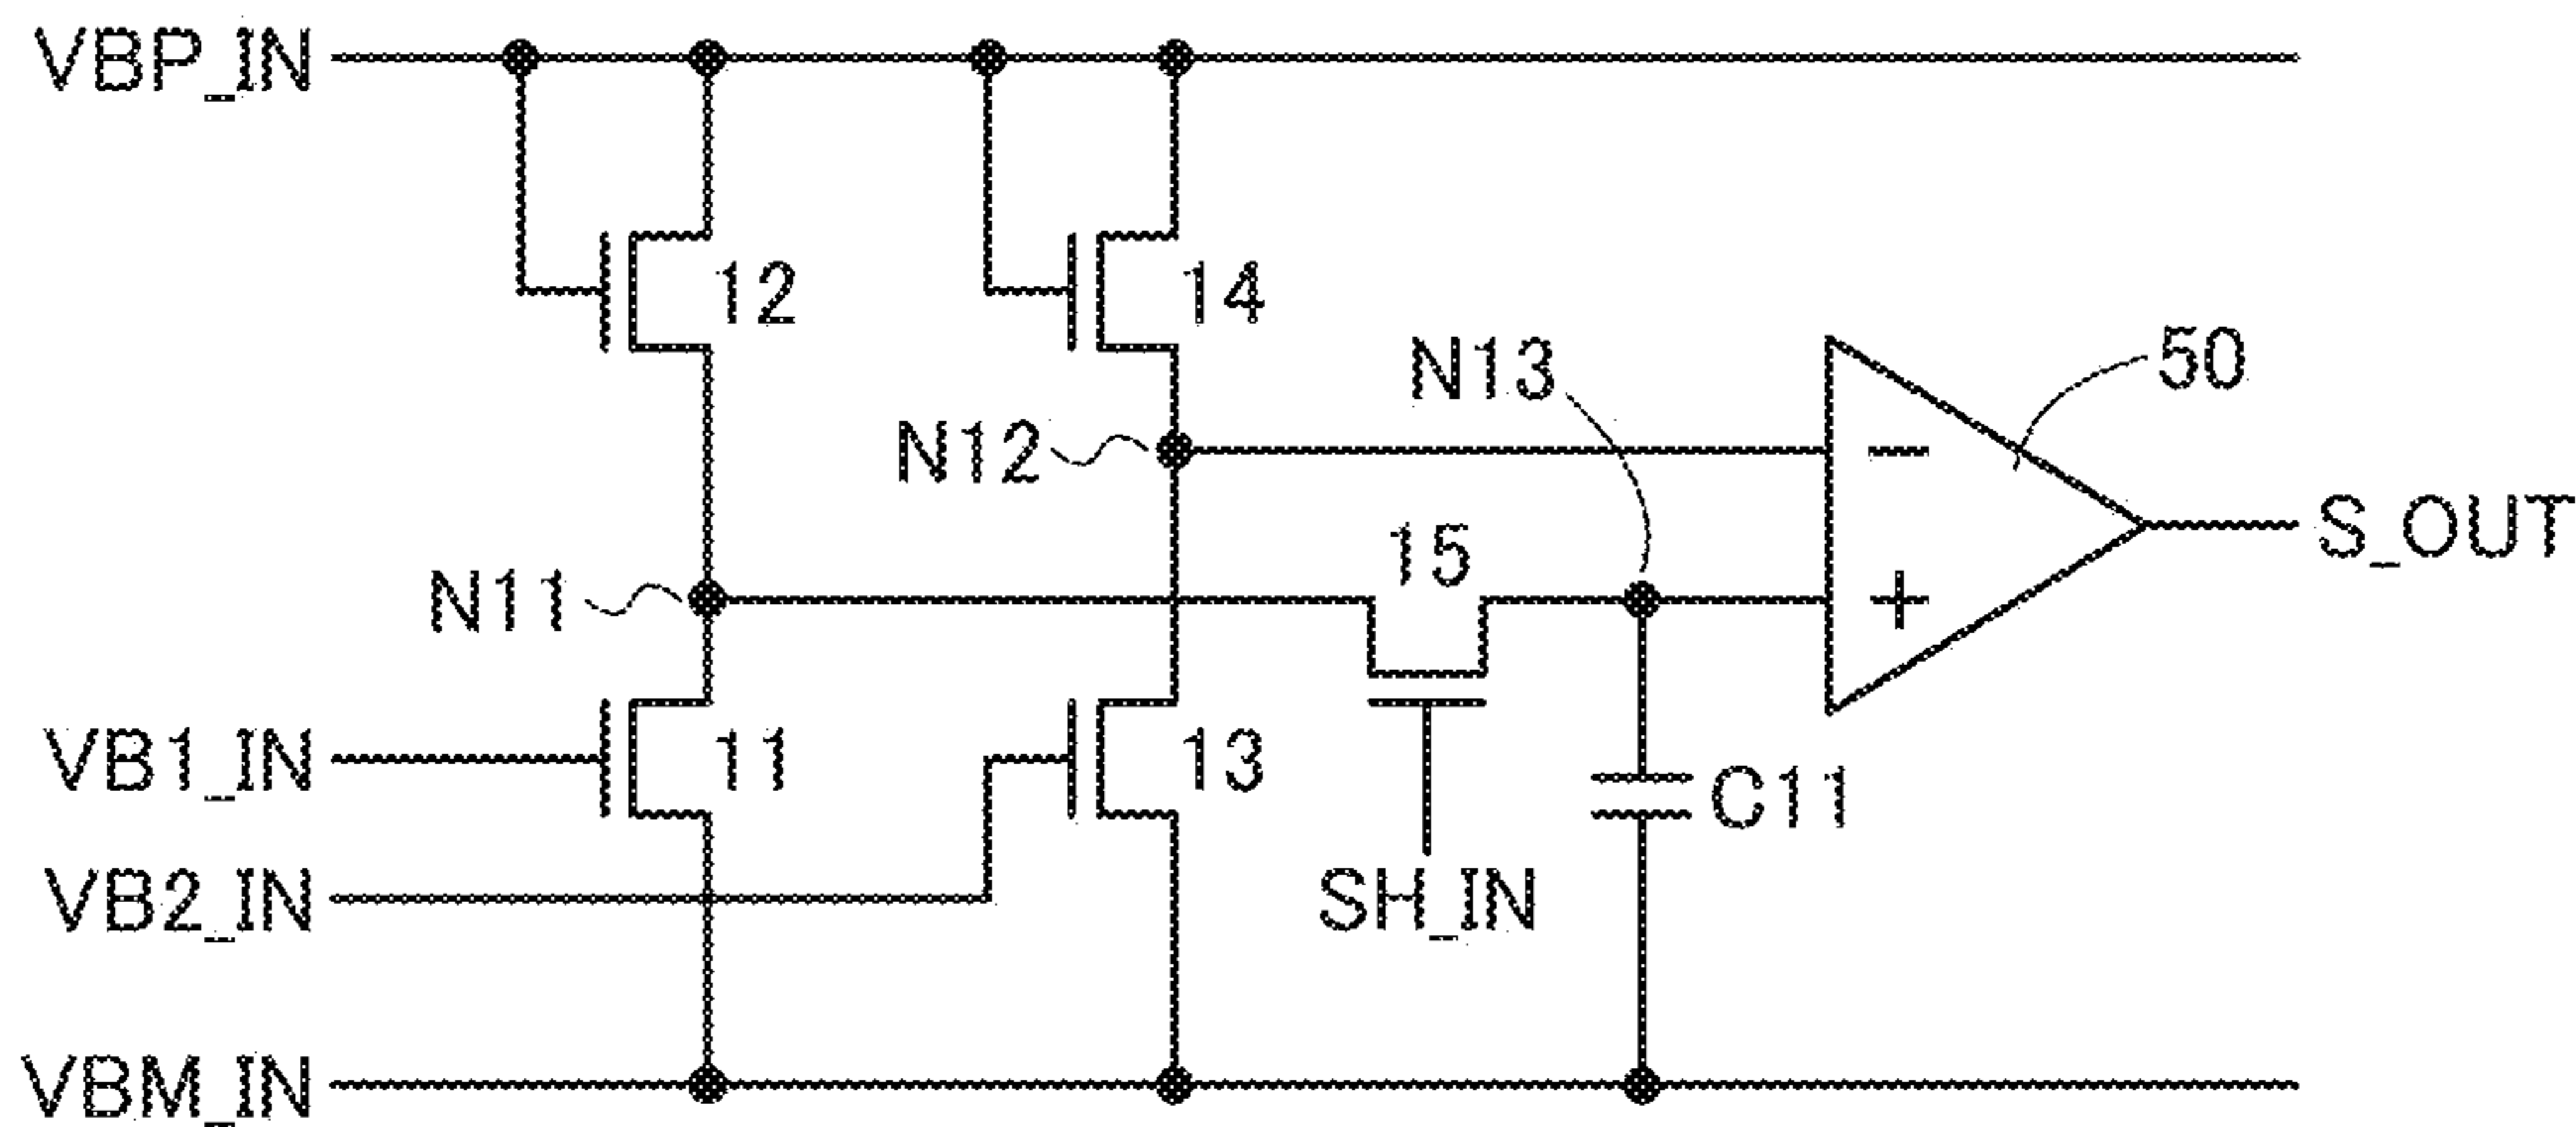 VBP_IN
12
14
50
N13
N12
-
S_OUT
15
N11
+
VB1_IN
11
13
C11
VB2_IN
SH_IN
VBM_IN